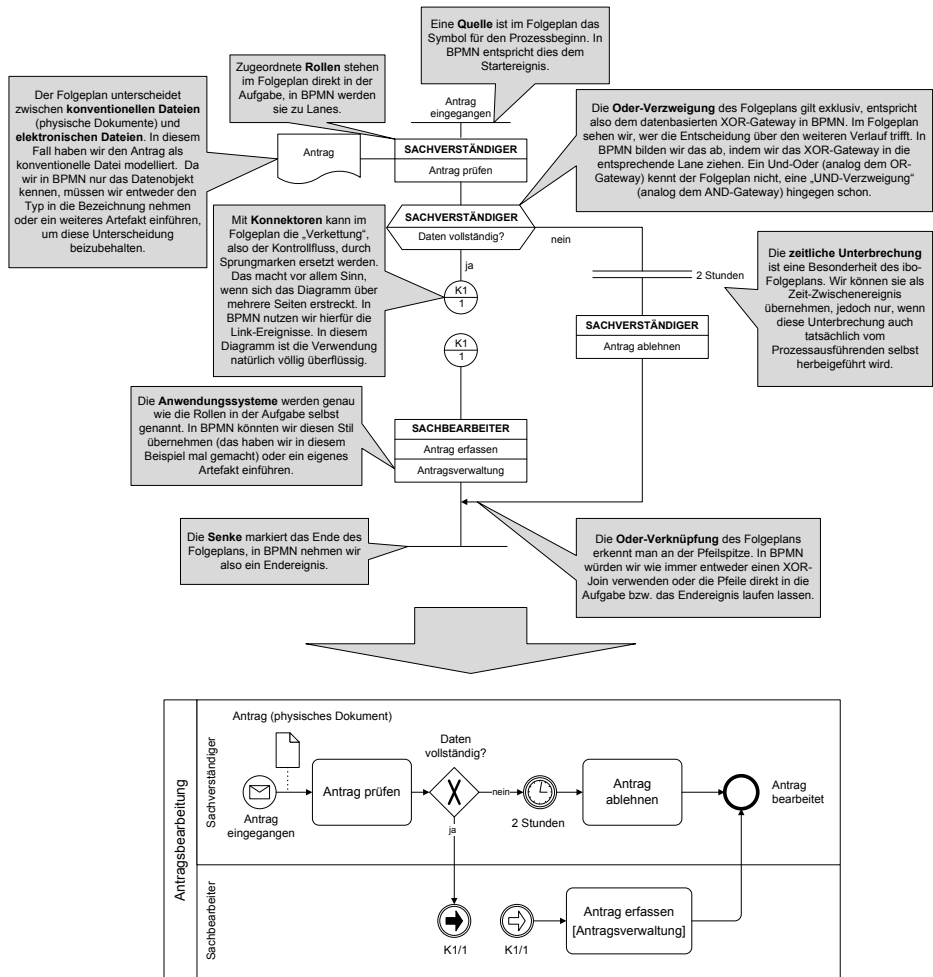 Eine Quelle ist im Folgeplan das
Symbol für den Prozessbeginn. In
BPMN entspricht dies dem
Startereignis.
Zugeordnete Rollen stehen
im Folgeplan direkt in der
Aufgabe, in BPMN werden
sie zu Lanes.
Der Folgeplan unterscheidet
zwischen konventionellen Dateien
(physische Dokumente) und
elektronischen Dateien. In diesem
Fall haben wir den Antrag als
konventionelle Datei modelliert. Da
wir in BPMN nur das Datenobjekt
kennen, müssen wir entweder den
Typ in die Bezeichnung nehmen
oder ein weiteres Artefakt einführen,
um diese Unterscheidung
beizubehalten.
Antrag
eingegangen
Antrag
SACHVERSTÄNDIGER
Antrag prüfen
Die Oder-Verzweigung des Folgeplans gilt exklusiv, entspricht
also dem datenbasierten XOR-Gateway in BPMN. Im Folgeplan
sehen wir, wer die Entscheidung über den weiteren Verlauf trifft. In
BPMN bilden wir das ab, indem wir das XOR-Gateway in die
entsprechende Lane ziehen. Ein Und-Oder (analog dem OR-
Gateway) kennt der Folgeplan nicht, eine „UND-Verzweigung“
(analog dem AND-Gateway) hingegen schon.
SACHVERSTÄNDIGER
Daten vollständig?
nein
ja
Mit Konnektoren kann im
Folgeplan die „Verkettung“,
also der Kontrollfluss, durch
Sprungmarken ersetzt werden.
Das macht vor allem Sinn,
wenn sich das Diagramm über
mehrere Seiten erstreckt. In
BPMN nutzen wir hierfür die
Link-Ereignisse. In diesem
Diagramm ist die Verwendung
natürlich völlig überflüssig.
K1
1
K1
1
2 Stunden
Die zeitliche Unterbrechung
ist eine Besonderheit des ibo-
Folgeplans. Wir können sie als
Zeit-Zwischenereignis
übernehmen, jedoch nur, wenn
diese Unterbrechung auch
tatsächlich vom
Prozessausführenden selbst
herbeigeführt wird.
SACHVERSTÄNDIGER
Antrag ablehnen
Die Anwendungssysteme werden genau
wie die Rollen in der Aufgabe selbst
genannt. In BPMN könnten wir diesen Stil
übernehmen (das haben wir in diesem
Beispiel mal gemacht) oder ein eigenes
Artefakt einführen.
SACHBEARBEITER
Antrag erfassen
Antragsverwaltung
Die Senke markiert das Ende des
Folgeplans, in BPMN nehmen wir
also ein Endereignis.
Die Oder-Verknüpfung des Folgeplans
erkennt man an der Pfeilspitze. In BPMN
würden wir wie immer entweder einen XOR-
Join verwenden oder die Pfeile direkt in die
Aufgabe bzw. das Endereignis laufen lassen.
Antragsbearbeitung
Sachverständiger
Antrag (physisches Dokument)
Antrag
eingegangen
Antrag prüfen
Daten
vollständig?
X
nein
ja
2 Stunden
Antrag
ablehnen
Antrag
bearbeitet
Sachbearbeiter
K1/1
K1/1
Antrag erfassen
[Antragsverwaltung]